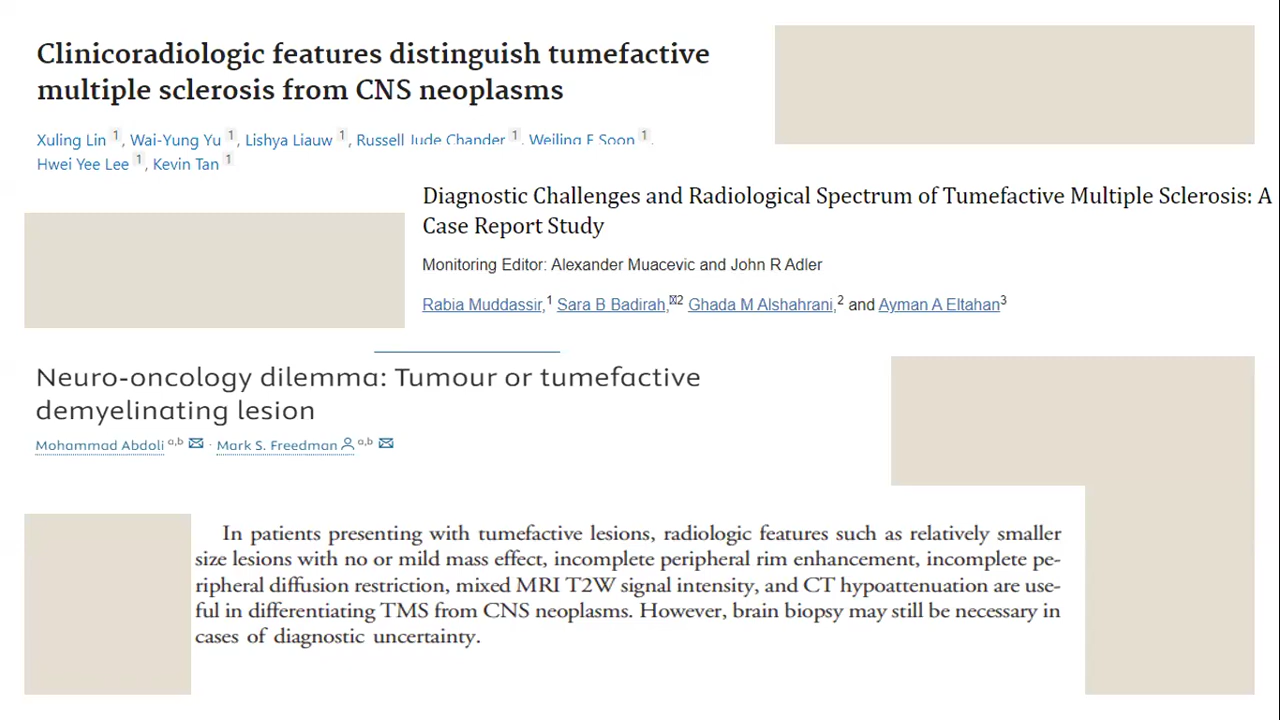 Clinicoradiologic features distinguish tumefactive
multiple sclerosis from CNS neoplasms
Xuling Lin 1, Wai-Yung Yu 1, Lishya Liauw 1, Russell Jude Chander 1, Weiling E Soon 1,
Hwei Yee Lee 1, Kevin Tan 1
Diagnostic Challenges and Radiological Spectrum of Tumefactive Multiple Sclerosis: A
Case Report Study
Monitoring Editor: Alexander Muacevic and John R Adler
Rabia Muddassir,1 Sara B Badirah,✉2 Ghada M Alshahrani,2 and Ayman A Eltahan3
Neuro-oncology dilemma: Tumour or tumefactive
demyelinating lesion
Mohammad Abdoli a,b ✉ · Mark S. Freedman a,b ✉
In patients presenting with tumefactive lesions, radiologic features such as relatively smaller
size lesions with no or mild mass effect, incomplete peripheral rim enhancement, incomplete pe-
ripheral diffusion restriction, mixed MRI T2W signal intensity, and CT hypoattenuation are use-
ful in differentiating TMS from CNS neoplasms. However, brain biopsy may still be necessary in
cases of diagnostic uncertainty.